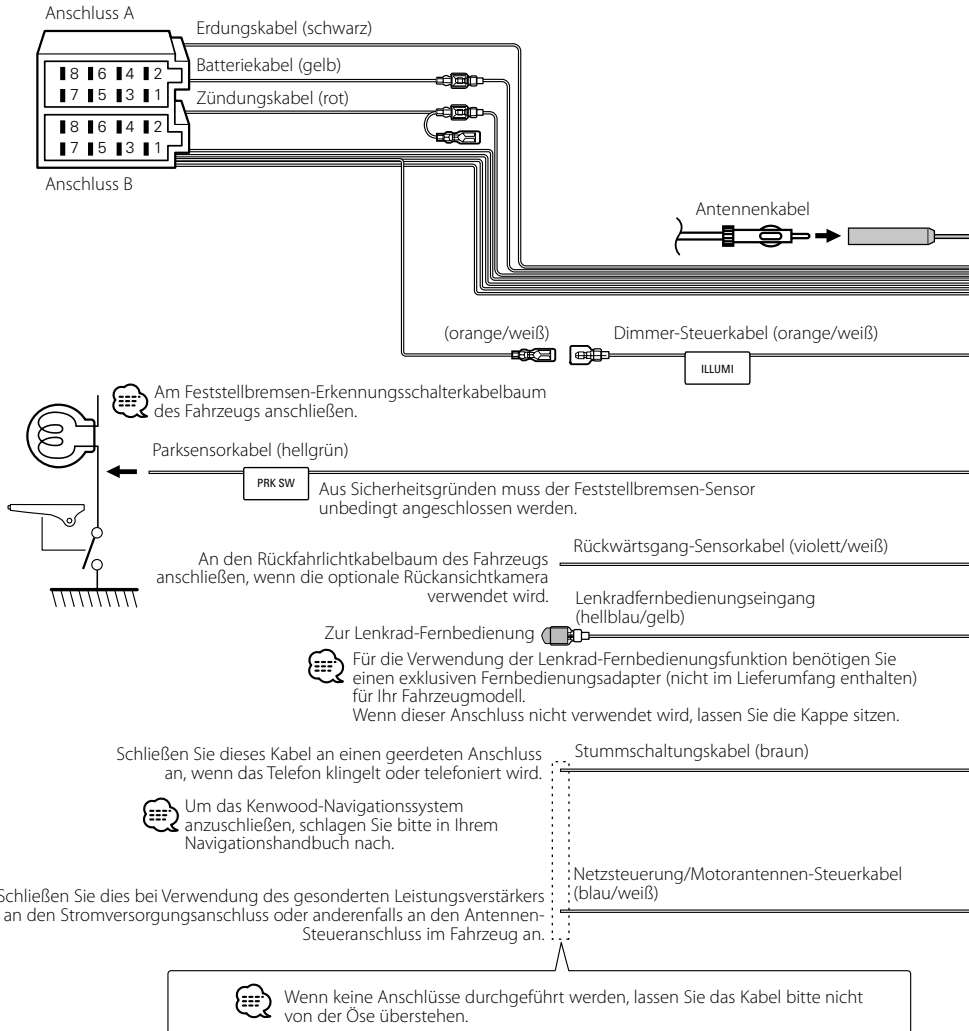 Anschluss A
Erdungskabel (schwarz)
Batteriekabel (gelb)
8 6 4 2
7 5 3 1
Zündungskabel (rot)
8 6 4 2
7 5 3 1
Anschluss B
Antennenkabel
(orange/weiß)
Dimmer-Steuerkabel (orange/weiß)
ILLUMI
Am Feststellbremsen-Erkennungsschalterkabelbaum
des Fahrzeugs anschließen.
Parksensorkabel (hellgrün)
PRK SW
Aus Sicherheitsgründen muss der Feststellbremsen-Sensor
unbedingt angeschlossen werden.
An den Rückfahrlichtkabelbaum des Fahrzeugs
anschließen, wenn die optionale Rückansichtkamera
verwendet wird.
Rückwärtsgang-Sensorkabel (violett/weiß)
Lenkradfernbedienungseingang
(hellblau/gelb)
Zur Lenkrad-Fernbedienung
Für die Verwendung der Lenkrad-Fernbedienungsfunktion benötigen Sie
einen exklusiven Fernbedienungsadapter (nicht im Lieferumfang enthalten)
für Ihr Fahrzeugmodell.
Wenn dieser Anschluss nicht verwendet wird, lassen Sie die Kappe sitzen.
Schließen Sie dieses Kabel an einen geerdeten Anschluss
an, wenn das Telefon klingelt oder telefoniert wird.
Stummschaltungskabel (braun)
Um das Kenwood-Navigationssystem
anzuschließen, schlagen Sie bitte in Ihrem
Navigationshandbuch nach.
Schließen Sie dies bei Verwendung des gesonderten Leistungsverstärkers
an den Stromversorgungsanschluss oder anderenfalls an den Antennen-
Steueranschluss im Fahrzeug an.
Netzsteuerung/Motorantennen-Steuerkabel
(blau/weiß)
Wenn keine Anschlüsse durchgeführt werden, lassen Sie das Kabel bitte nicht
von der Öse überstehen.